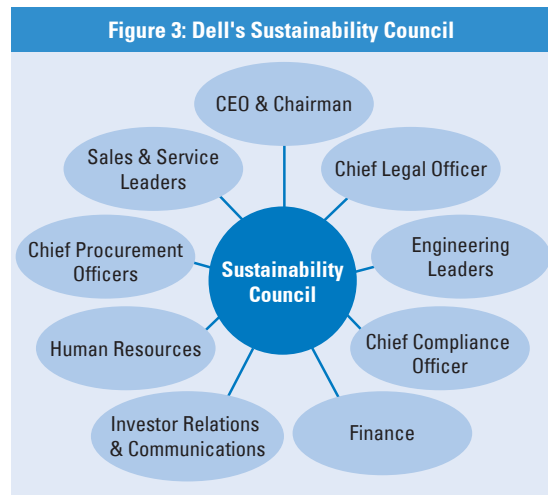 Figure 3: Dell's Sustainability Council
CEO & Chairman
Sales & Service
Leaders
Chief Legal Officer
Chief Procurement
Officers
Engineering
Leaders
Sustainability
Council
Human Resources
Chief Compliance
Officer
Investor Relations
& Communications
Finance